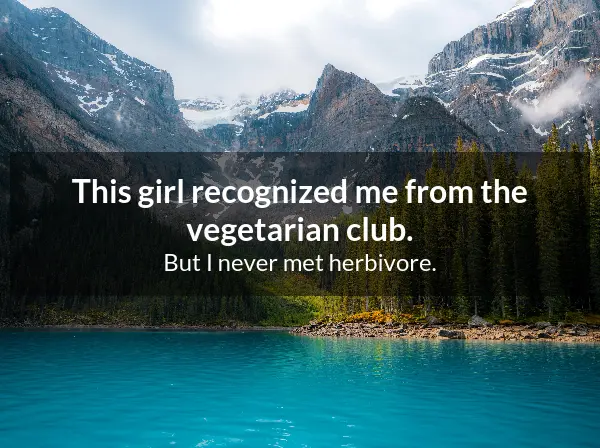 This girl recognized me from the
vegetarian club.
But I never met herbivore.